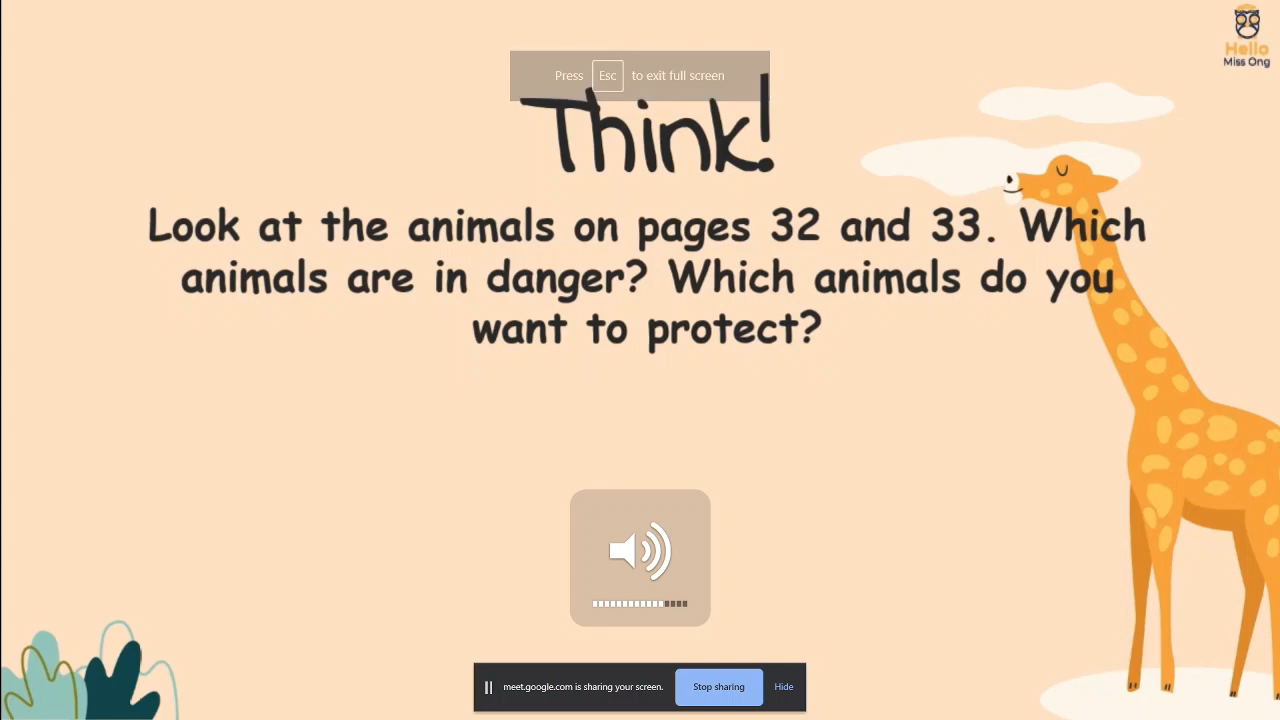 Hello
Miss Ong
Press Esc to exit full screen
Think!
Look at the animals on pages 32 and 33. Which
animals are in danger? Which animals do you
want to protect?
meet.google.com is sharing your screen. Stop sharing Hide